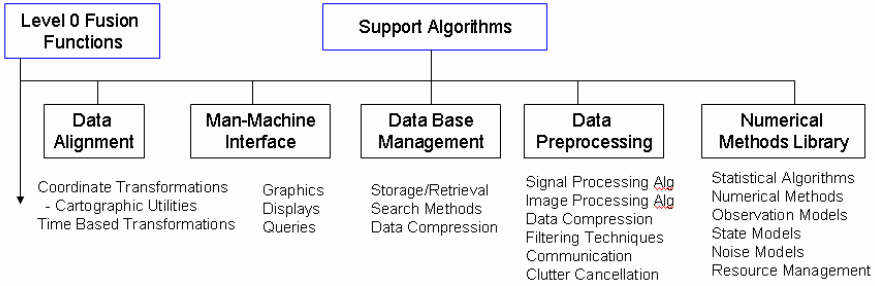 Level 0 Fusion
Functions
Support Algorithms
Data
Alignment
Man-Machine
Interface
Data Base
Management
Data
Preprocessing
Numerical
Methods Library
Coordinate Transformations
- Cartographic Utilities
Time Based Transformations
Graphics
Displays
Queries
Storage/Retrieval
Search Methods
Data Compression
Signal Processing Alg
Image Processing Alg
Data Compression
Filtering Techniques
Communication
Clutter Cancellation
Statistical Algorithms
Numerical Methods
Observation Models
State Models
Noise Models
Resource Management